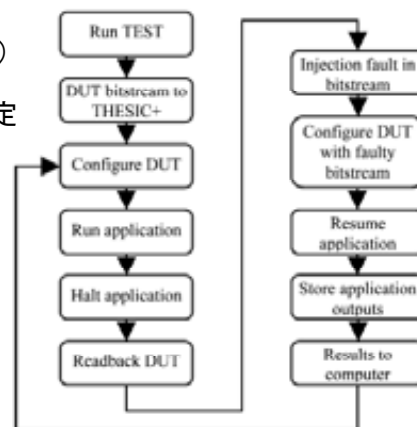 Run TEST
)
DUT bitstream to
THESIC+
定
Configure DUT
Run application
Halt application
Readback DUT
Injection fault in
bitstream
Configure DUT
with faulty
bitstream
Resume
application
Store application
outputs
Results to
computer